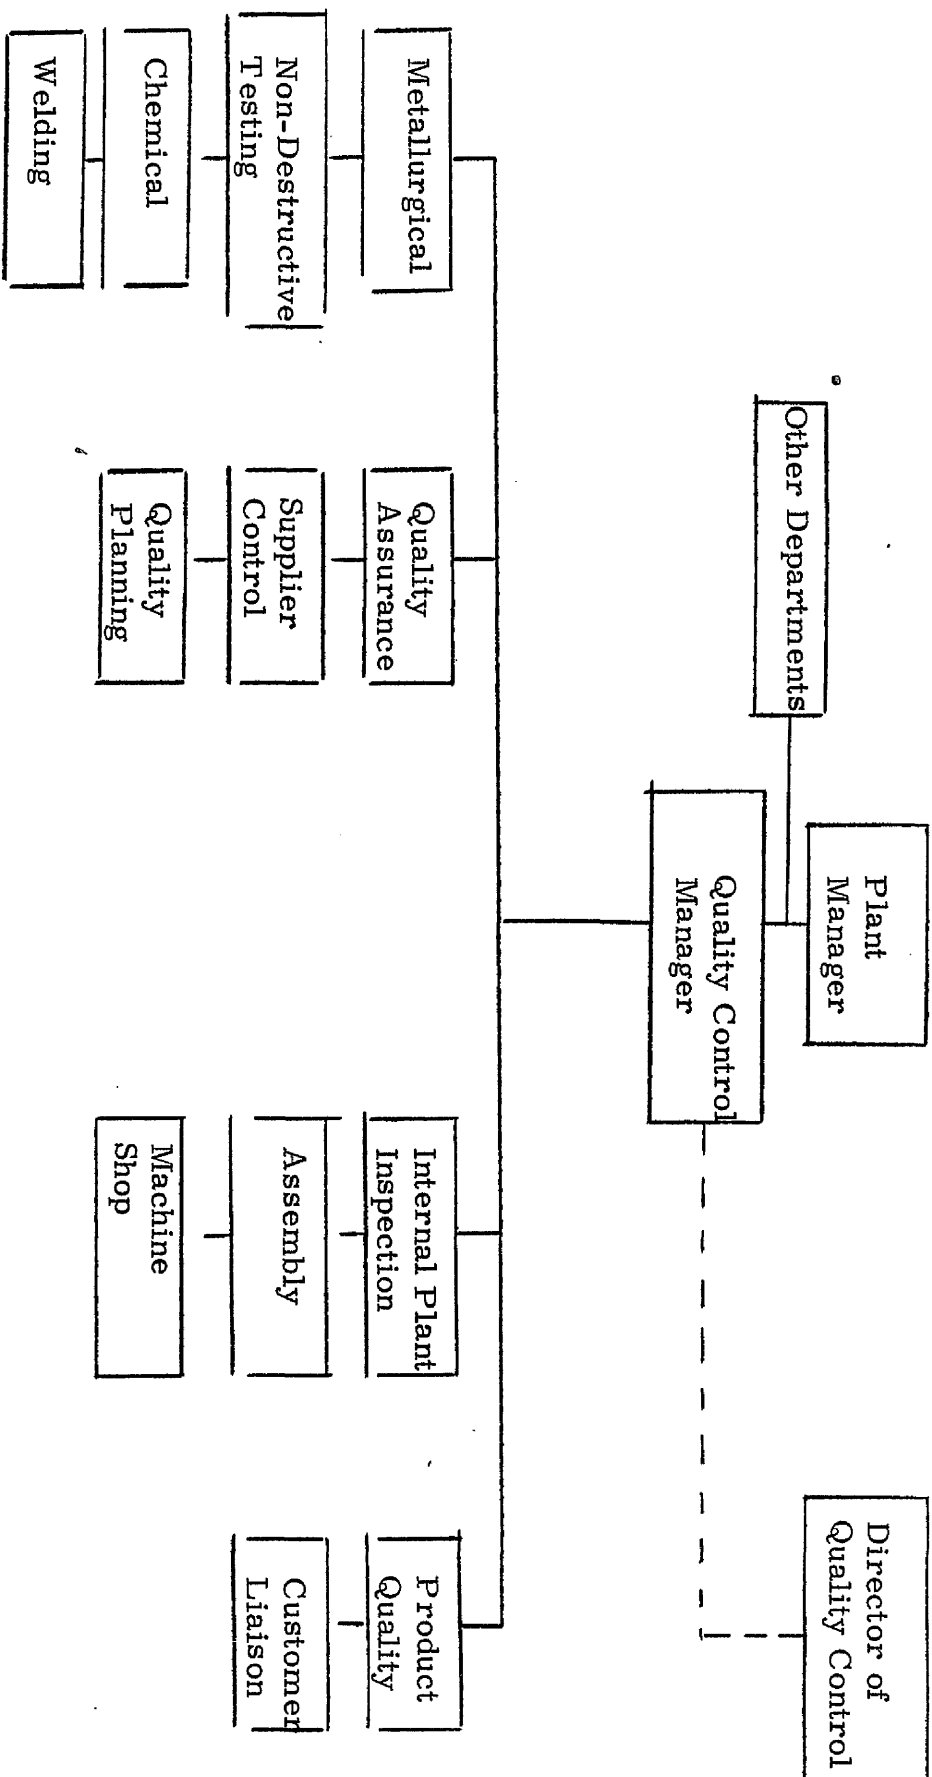 Plant
Manager
Director of
Quality Control
Other Departments
Quality Control
Manager
Metallurgical
Non-Destructive
Testing
Chemical
Welding
Quality
Assurance
Supplier
Control
Quality
Planning
Internal Plant
Inspection
Assembly
Machine
Shop
Product
Quality
Customer
Liaison